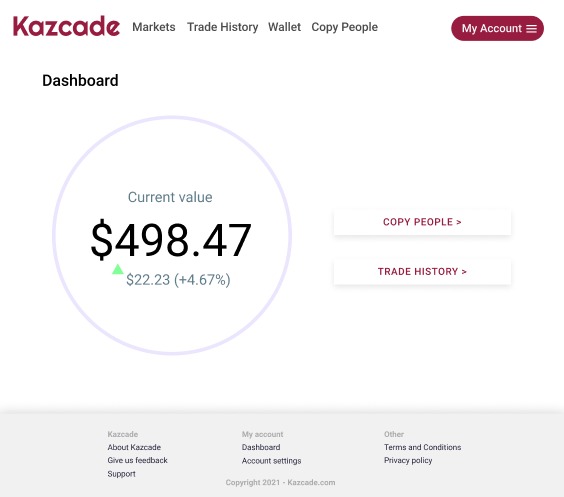 Kazcade Markets Trade History Wallet Copy People My Account
Dashboard
Current value
$498.47
$22.23 (+4.67%)
COPY PEOPLE >
TRADE HISTORY >
Kazcade
About Kazcade
Give us feedback
Support
My account
Dashboard
Account settings
Other
Terms and Conditions
Privacy policy
Copyright 2021 - Kazcade.com